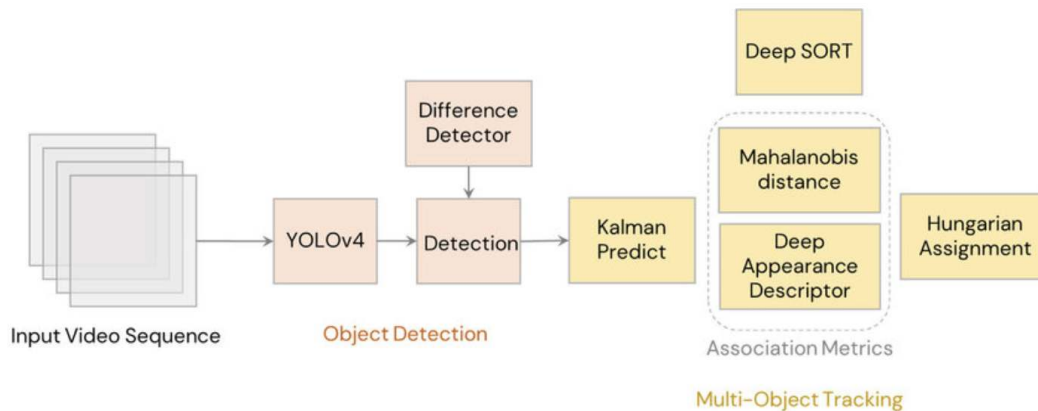 Deep SORT
Difference
Detector
Mahalanobis
distance
YOLOv4
Detection
Kalman
Predict
Deep
Appearance
Descriptor
Hungarian
Assignment
Input Video Sequence
Object Detection
Association Metrics
Multi-Object Tracking